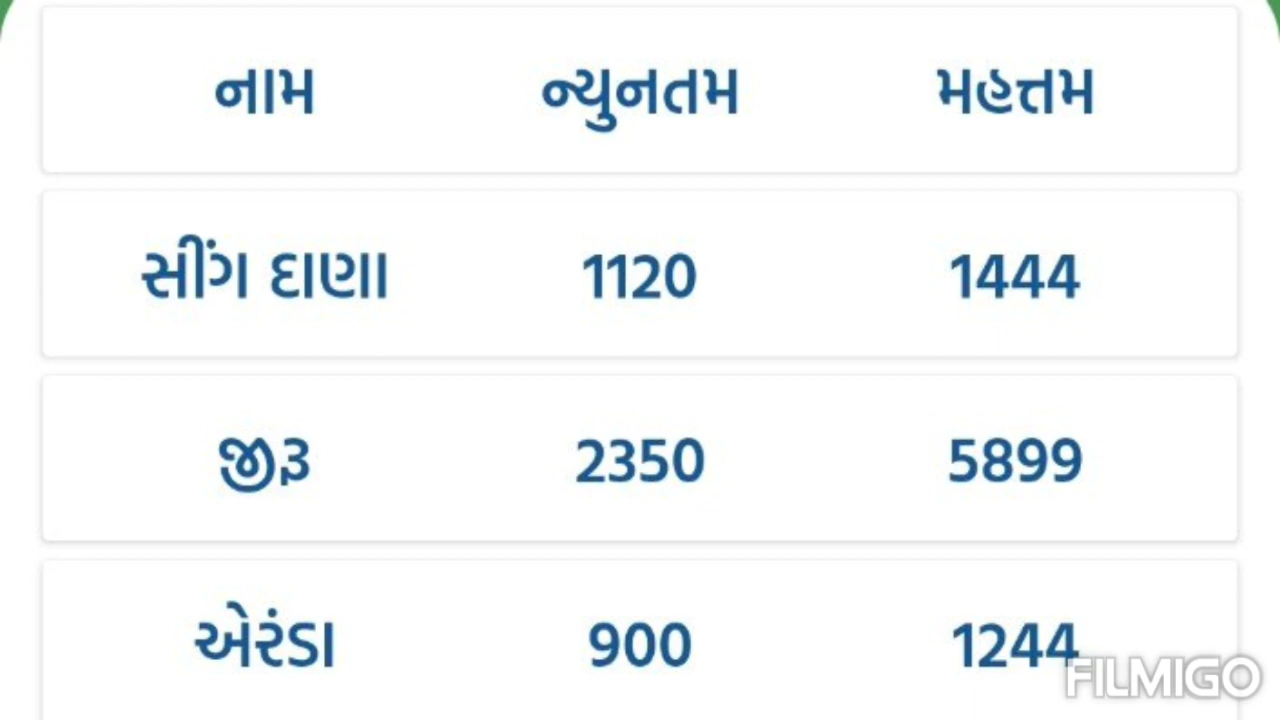 નામ ન્યુનતમ મહત્તમ
સીંગ દાણા 1120 1444
જીરૂ 2350 5899
એરંડા 900 1244
FILMIGO